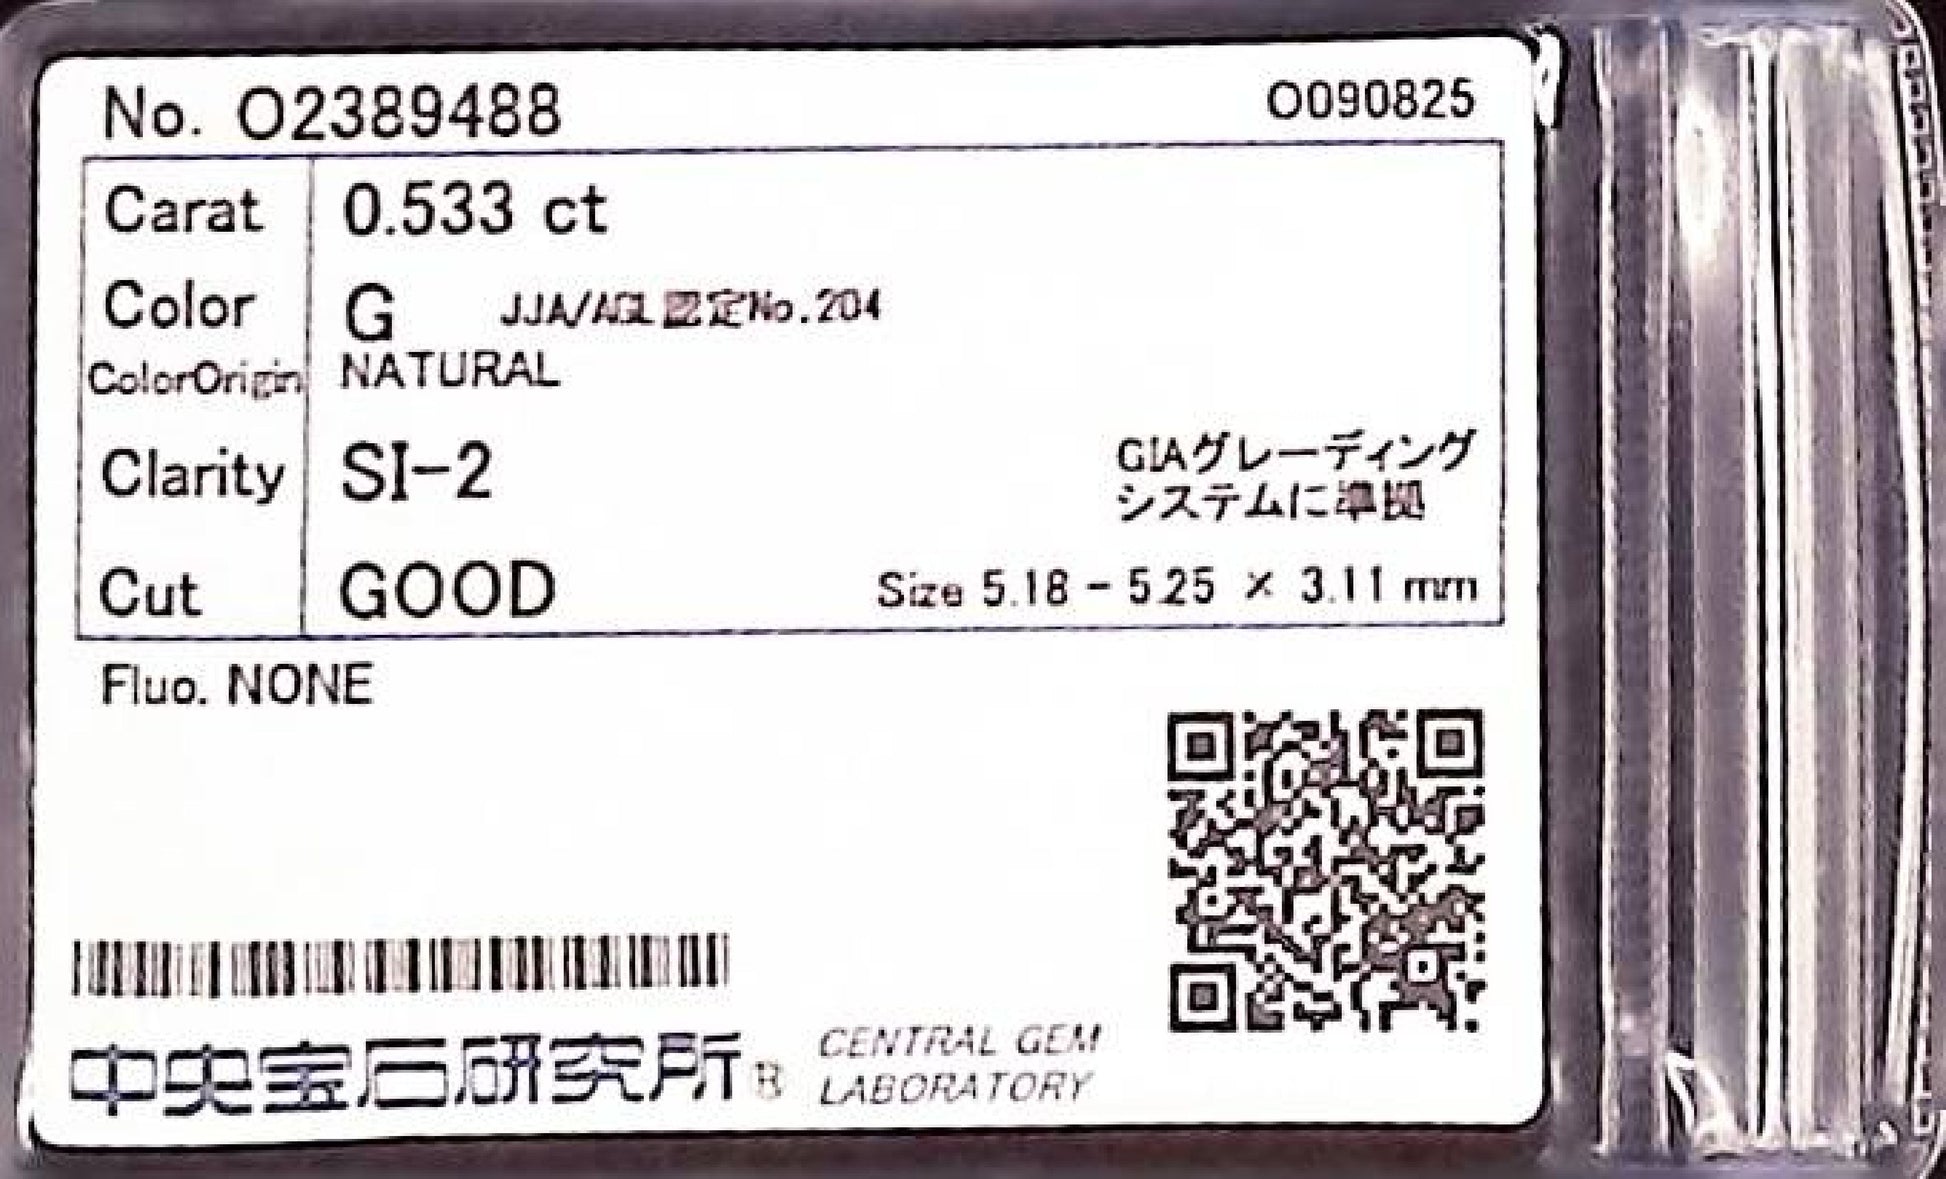 No. O2389488 O090825
Carat 0.533 ct
Color G JJA/AGL認定No.204
ColorOrigin NATURAL
Clarity SI-2 GIAグレーディング
システムに準拠
Cut GOOD Size 5.18 - 5.25 × 3.11 mm
Fluo. NONE
中央宝石研究所® CENTRAL GEM
LABORATORY